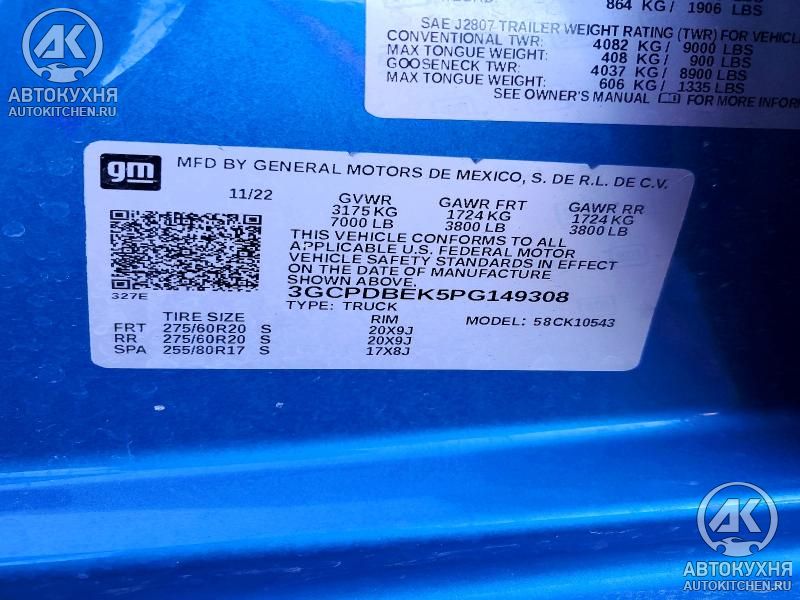 864 KG / 1906 LBS
SAE J2807 TRAILER WEIGHT RATING (TWR) FOR VEHICL
CONVENTIONAL TWR: 4082 KG / 9000 LBS
MAX TONGUE WEIGHT: 408 KG / 900 LBS
GOOSENECK TWR: 4037 KG / 8900 LBS
MAX TONGUE WEIGHT: 606 KG / 1335 LBS
SEE OWNER'S MANUAL FOR MORE INFOR
AK
АВТОКУХНЯ
AUTOKITCHEN.RU
gm
MFD BY GENERAL MOTORS DE MEXICO, S. DE R.L. DE C.V.
11/22 GVWR GAWR FRT GAWR RR
3175 KG 1724 KG 1724 KG
7000 LB 3800 LB 3800 LB
THIS VEHICLE CONFORMS TO ALL
APPLICABLE U.S. FEDERAL MOTOR
VEHICLE SAFETY STANDARDS IN EFFECT
ON THE DATE OF MANUFACTURE
SHOWN ABOVE.
327E
3GCPDBEK5PG149308
TYPE: TRUCK MODEL: 58CK10543
TIRE SIZE RIM
FRT 275/60R20 S 20X9J
RR 275/60R20 S 20X9J
SPA 255/80R17 S 17X8J
AK
АВТОКУХНЯ
AUTOKITCHEN.RU